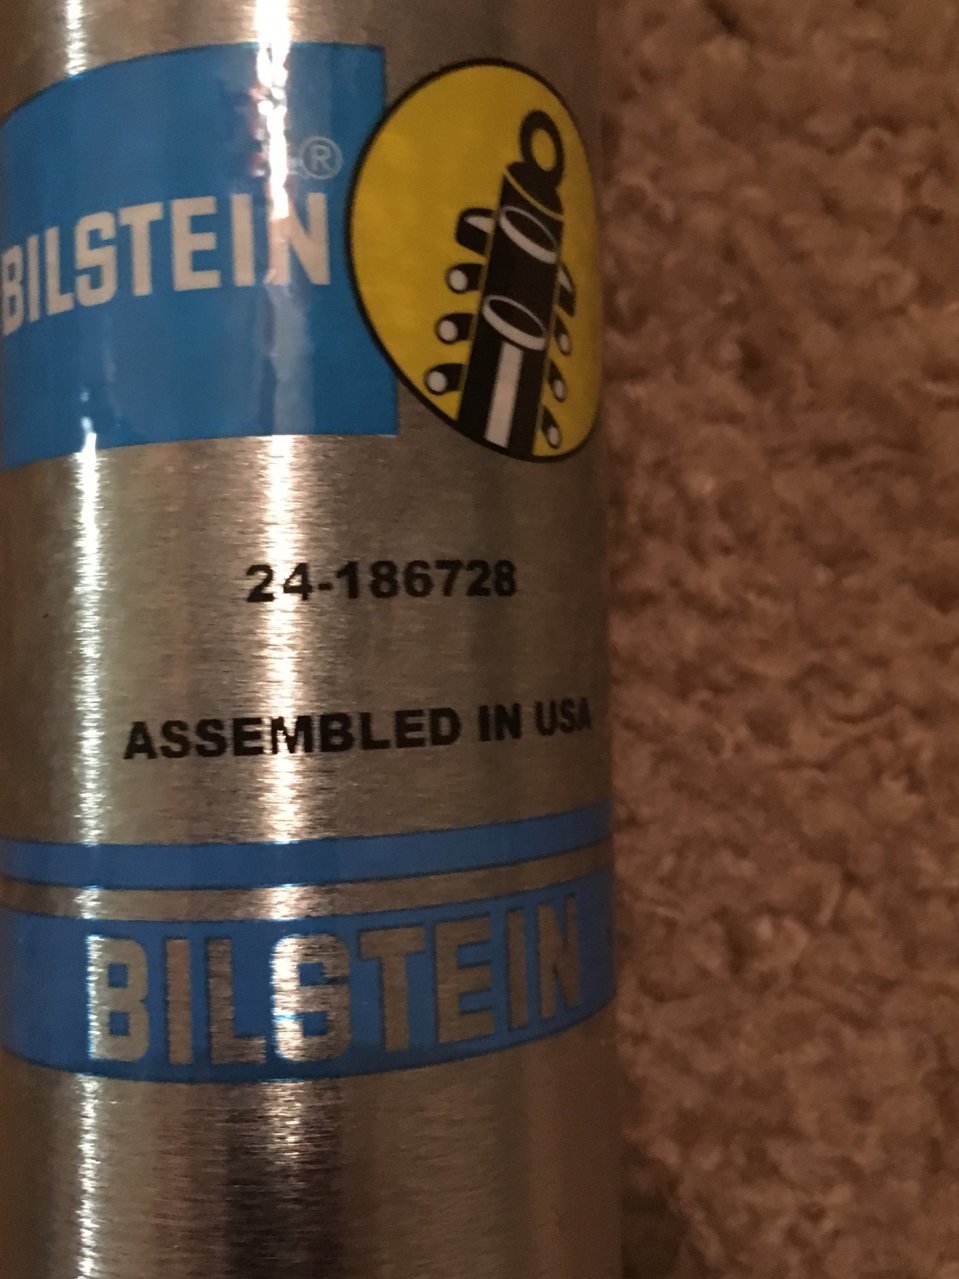 ®
BILSTEIN
24-186728
ASSEMBLED IN USA
BILSTEIN